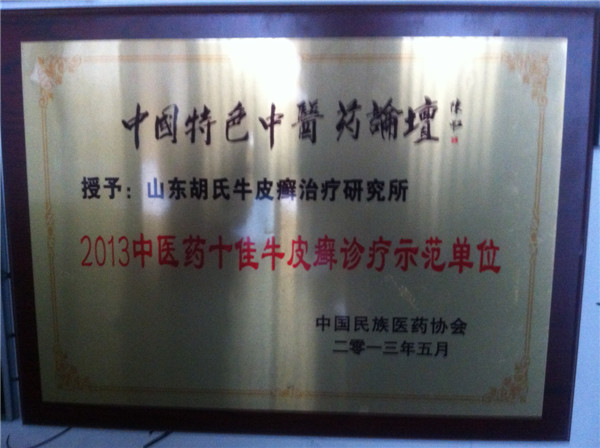 中國特色中醫药論壇
授予：山东胡氏牛皮癣治疗研究所
2013中医药十佳牛皮癣诊疗示范单位
中国民族医药协会
二零一三年五月